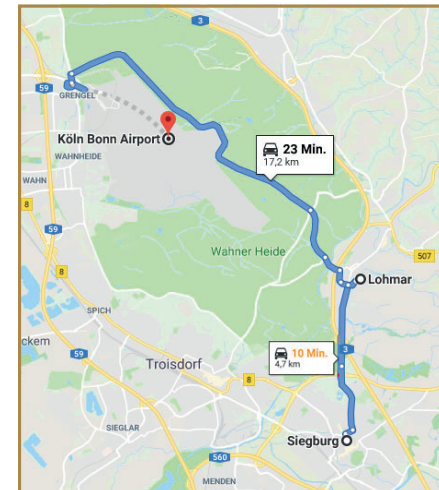 3
59
GRENGEL
Köln Bonn Airport
WAHNHEIDE
WAHN
8
59
23 Min.
17,2 km
Wahner Heide
507
Lohmar
8
SPICH
ckem
59
Troisdorf
10 Min.
4,7 km
3
8
SIEGLAR
Siegburg
560
MENDEN